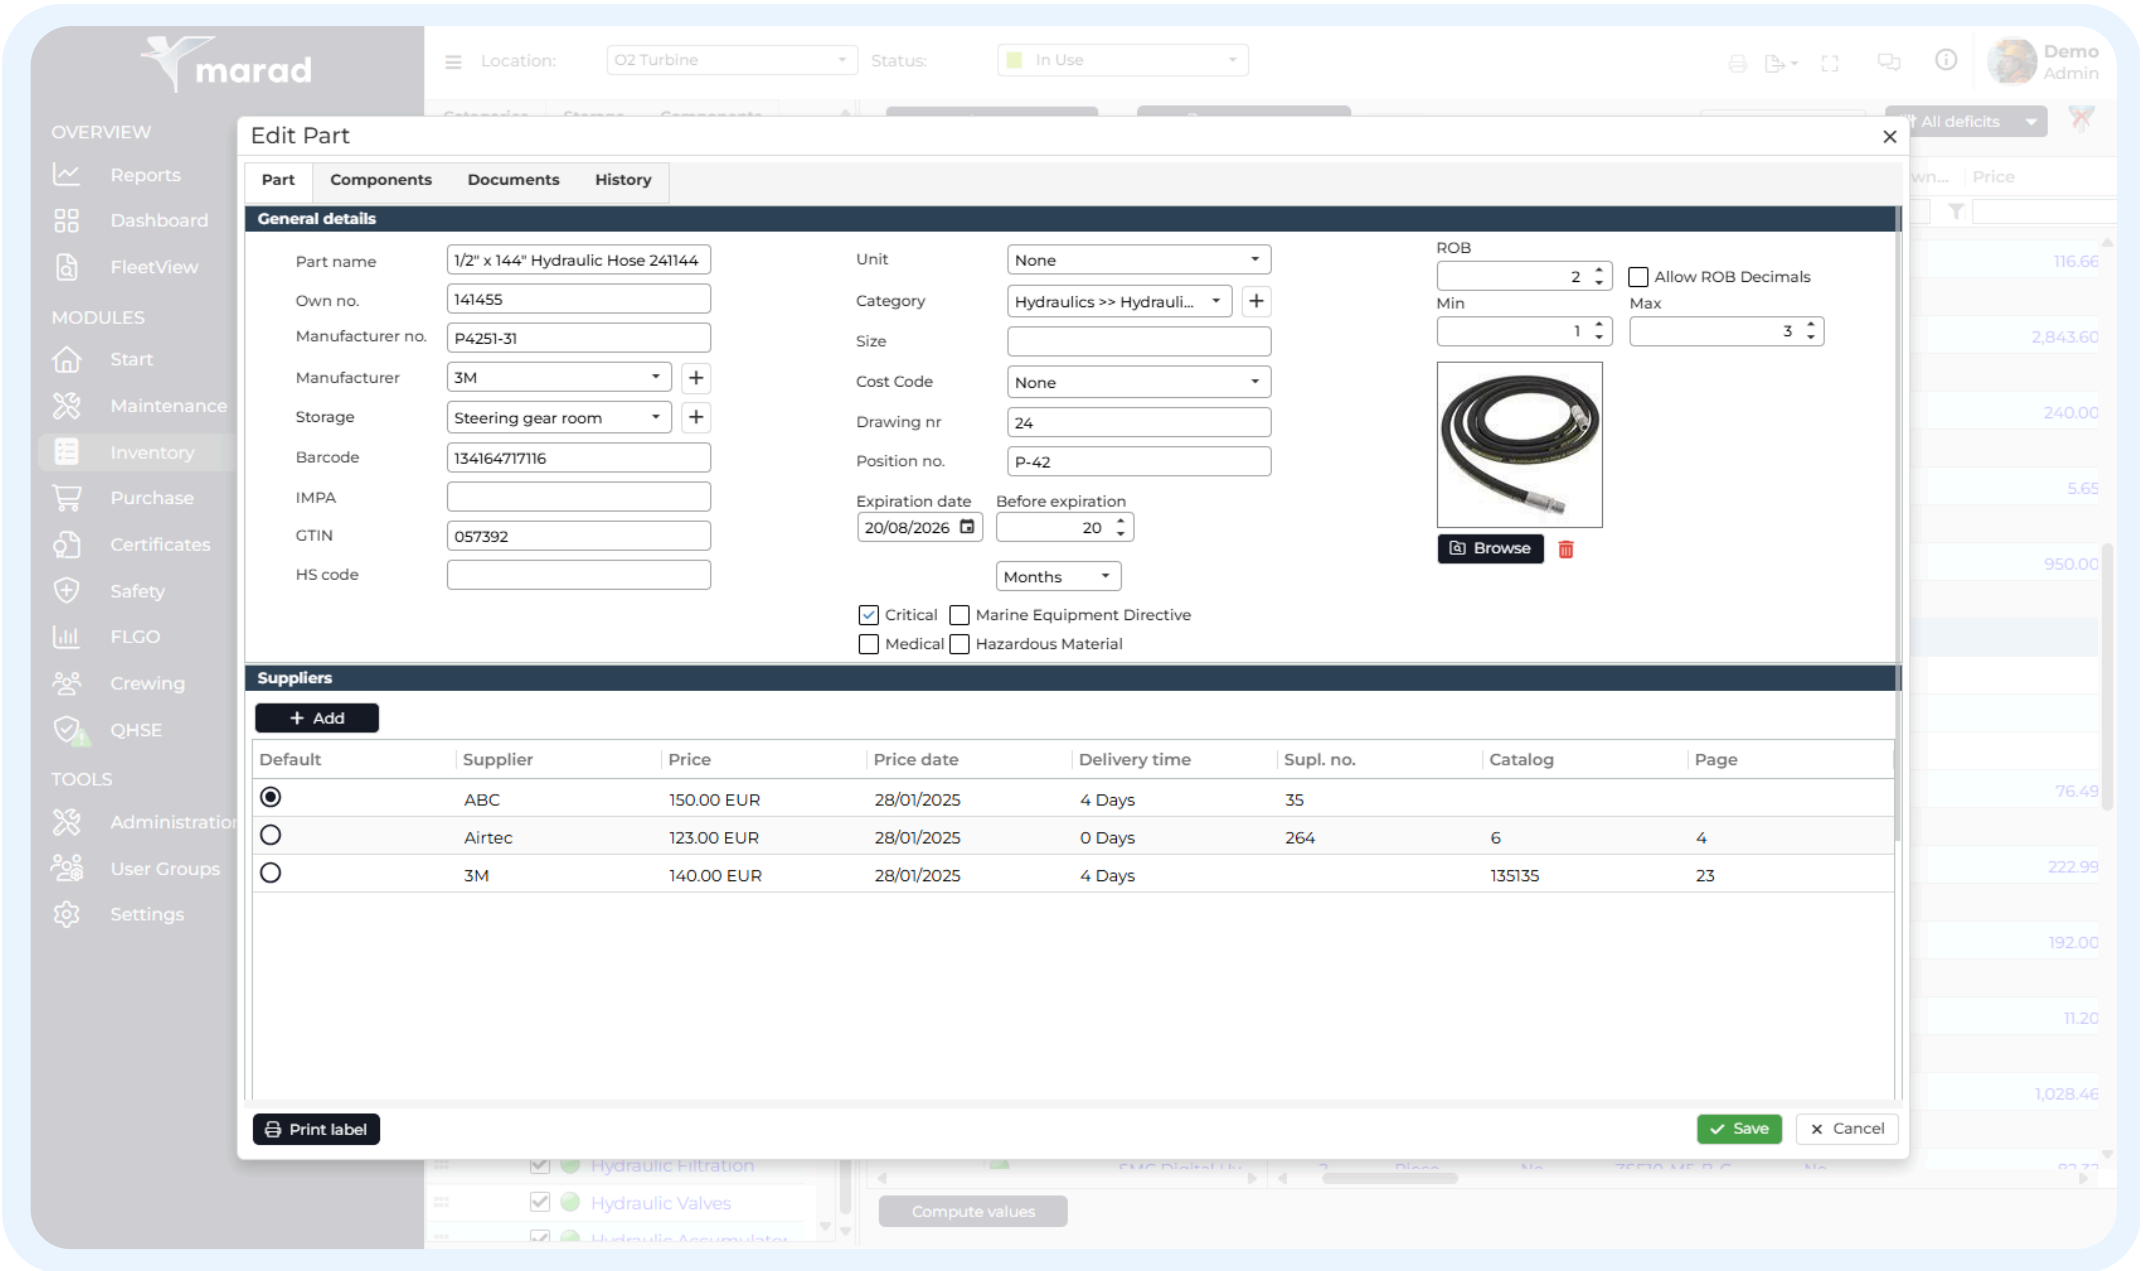 marad
Location:
O2 Turbine
Status:
In Use
Demo
Admin
OVERVIEW
Reports
Dashboard
FleetView
MODULES
Start
Maintenance
Inventory
Purchase
Certificates
Safety
FLGO
Crewing
QHSE
TOOLS
Administration
User Groups
Settings
Categories Storage Components
All deficits
wn... Price
116.66
2,843.60
240.00
5.65
950.00
76.49
222.99
192.00
11.20
1,028.46
Edit Part
Part Components Documents History
General details
Part name 1/2" x 144" Hydraulic Hose 241144
Own no. 141455
Manufacturer no. P4251-31
Manufacturer 3M
Storage Steering gear room
Barcode 134164717116
IMPA
GTIN 057392
HS code
Unit None
Category Hydraulics >> Hydrauli...
Size
Cost Code None
Drawing nr 24
Position no. P-42
Expiration date Before expiration
20/08/2026 20
Months
Critical Marine Equipment Directive
Medical Hazardous Material
ROB
2 Allow ROB Decimals
Min Max
1 3
Browse
Suppliers
+ Add
Default Supplier Price Price date Delivery time Supl. no. Catalog Page
ABC 150.00 EUR 28/01/2025 4 Days 35
Airtec 123.00 EUR 28/01/2025 0 Days 264 6 4
3M 140.00 EUR 28/01/2025 4 Days 135135 23
Print label
Save
Cancel
Hydraulic Filtration
Hydraulic Valves
Hydraulic Accumulator
Compute values